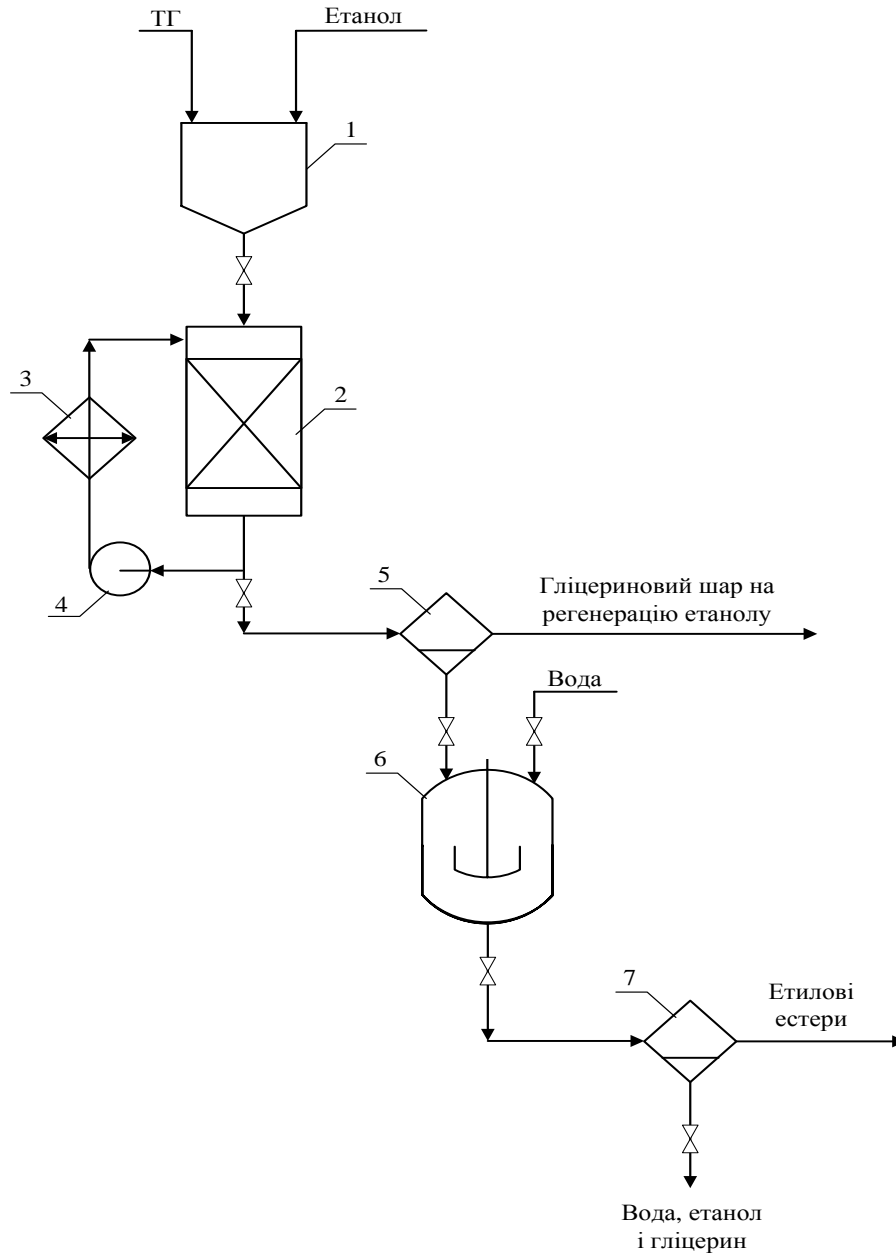 ТГ
Етанол
1
2
3
4
5
Гліцериновий шар на
регенерацію етанолу
Вода
6
7
Етилові
естери
Вода, етанол
і гліцерин